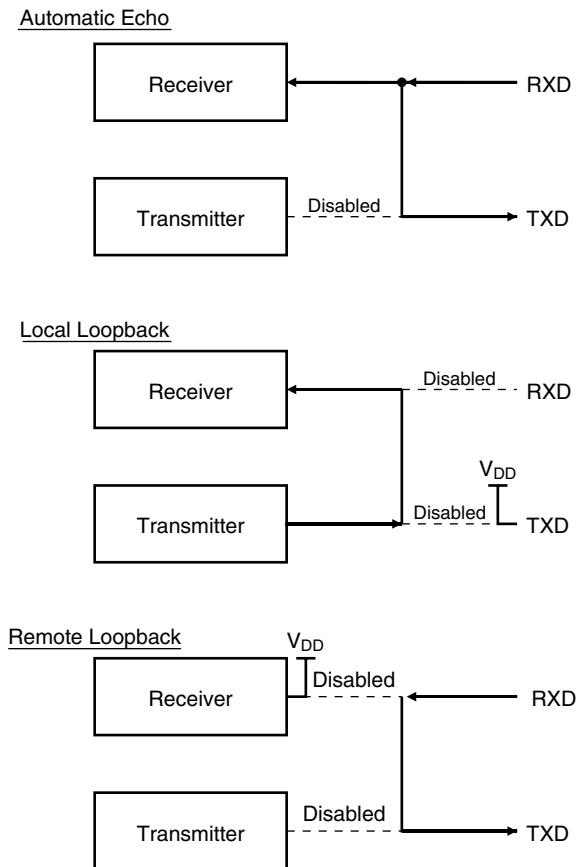 Automatic Echo
Receiver
RXD
Transmitter
Disabled
TXD
Local Loopback
Receiver
Disabled
RXD
VDD
Transmitter
Disabled
TXD
Remote Loopback
VDD
Receiver
Disabled
RXD
Transmitter
Disabled
TXD